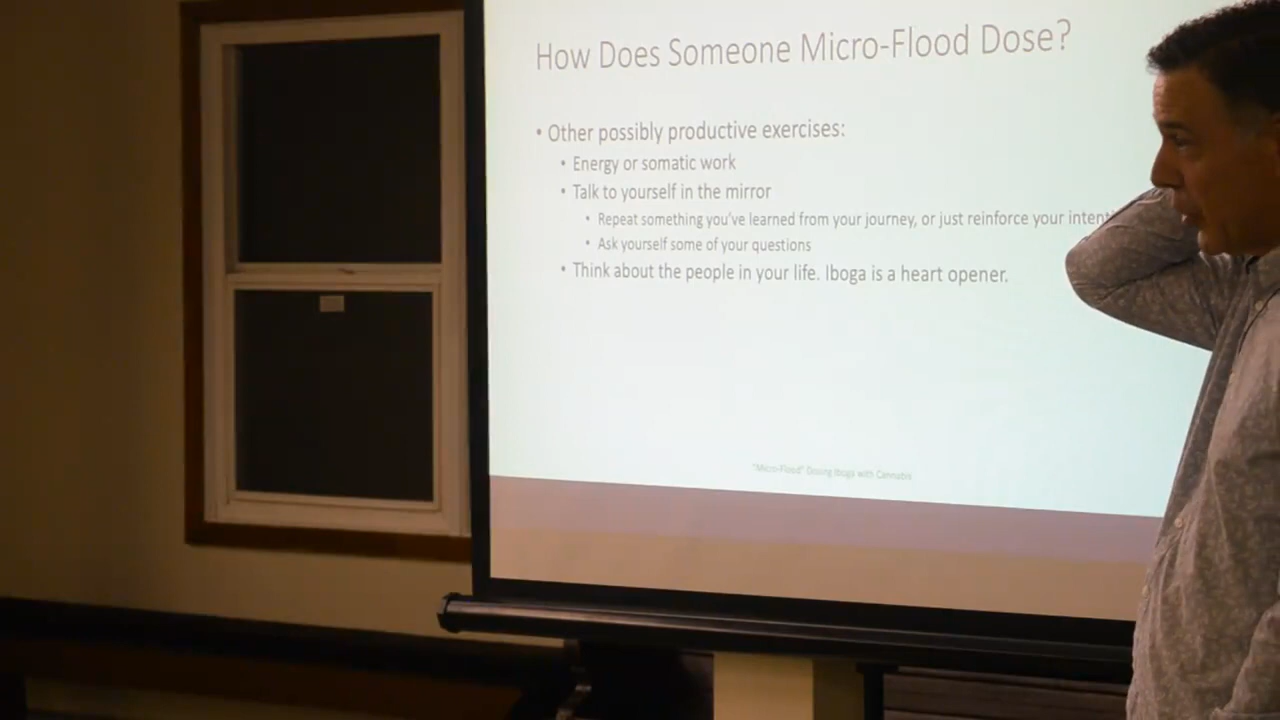 How Does Someone Micro-Flood Dose?
• Other possibly productive exercises:
• Energy or somatic work
• Talk to yourself in the mirror
• Repeat something you've learned from your journey, or just reinforce your
• Ask yourself some of your questions
• Think about the people in your life. Iboga is a heart opener.
"Micro-Flood" Dosing Iboga with Cannabis